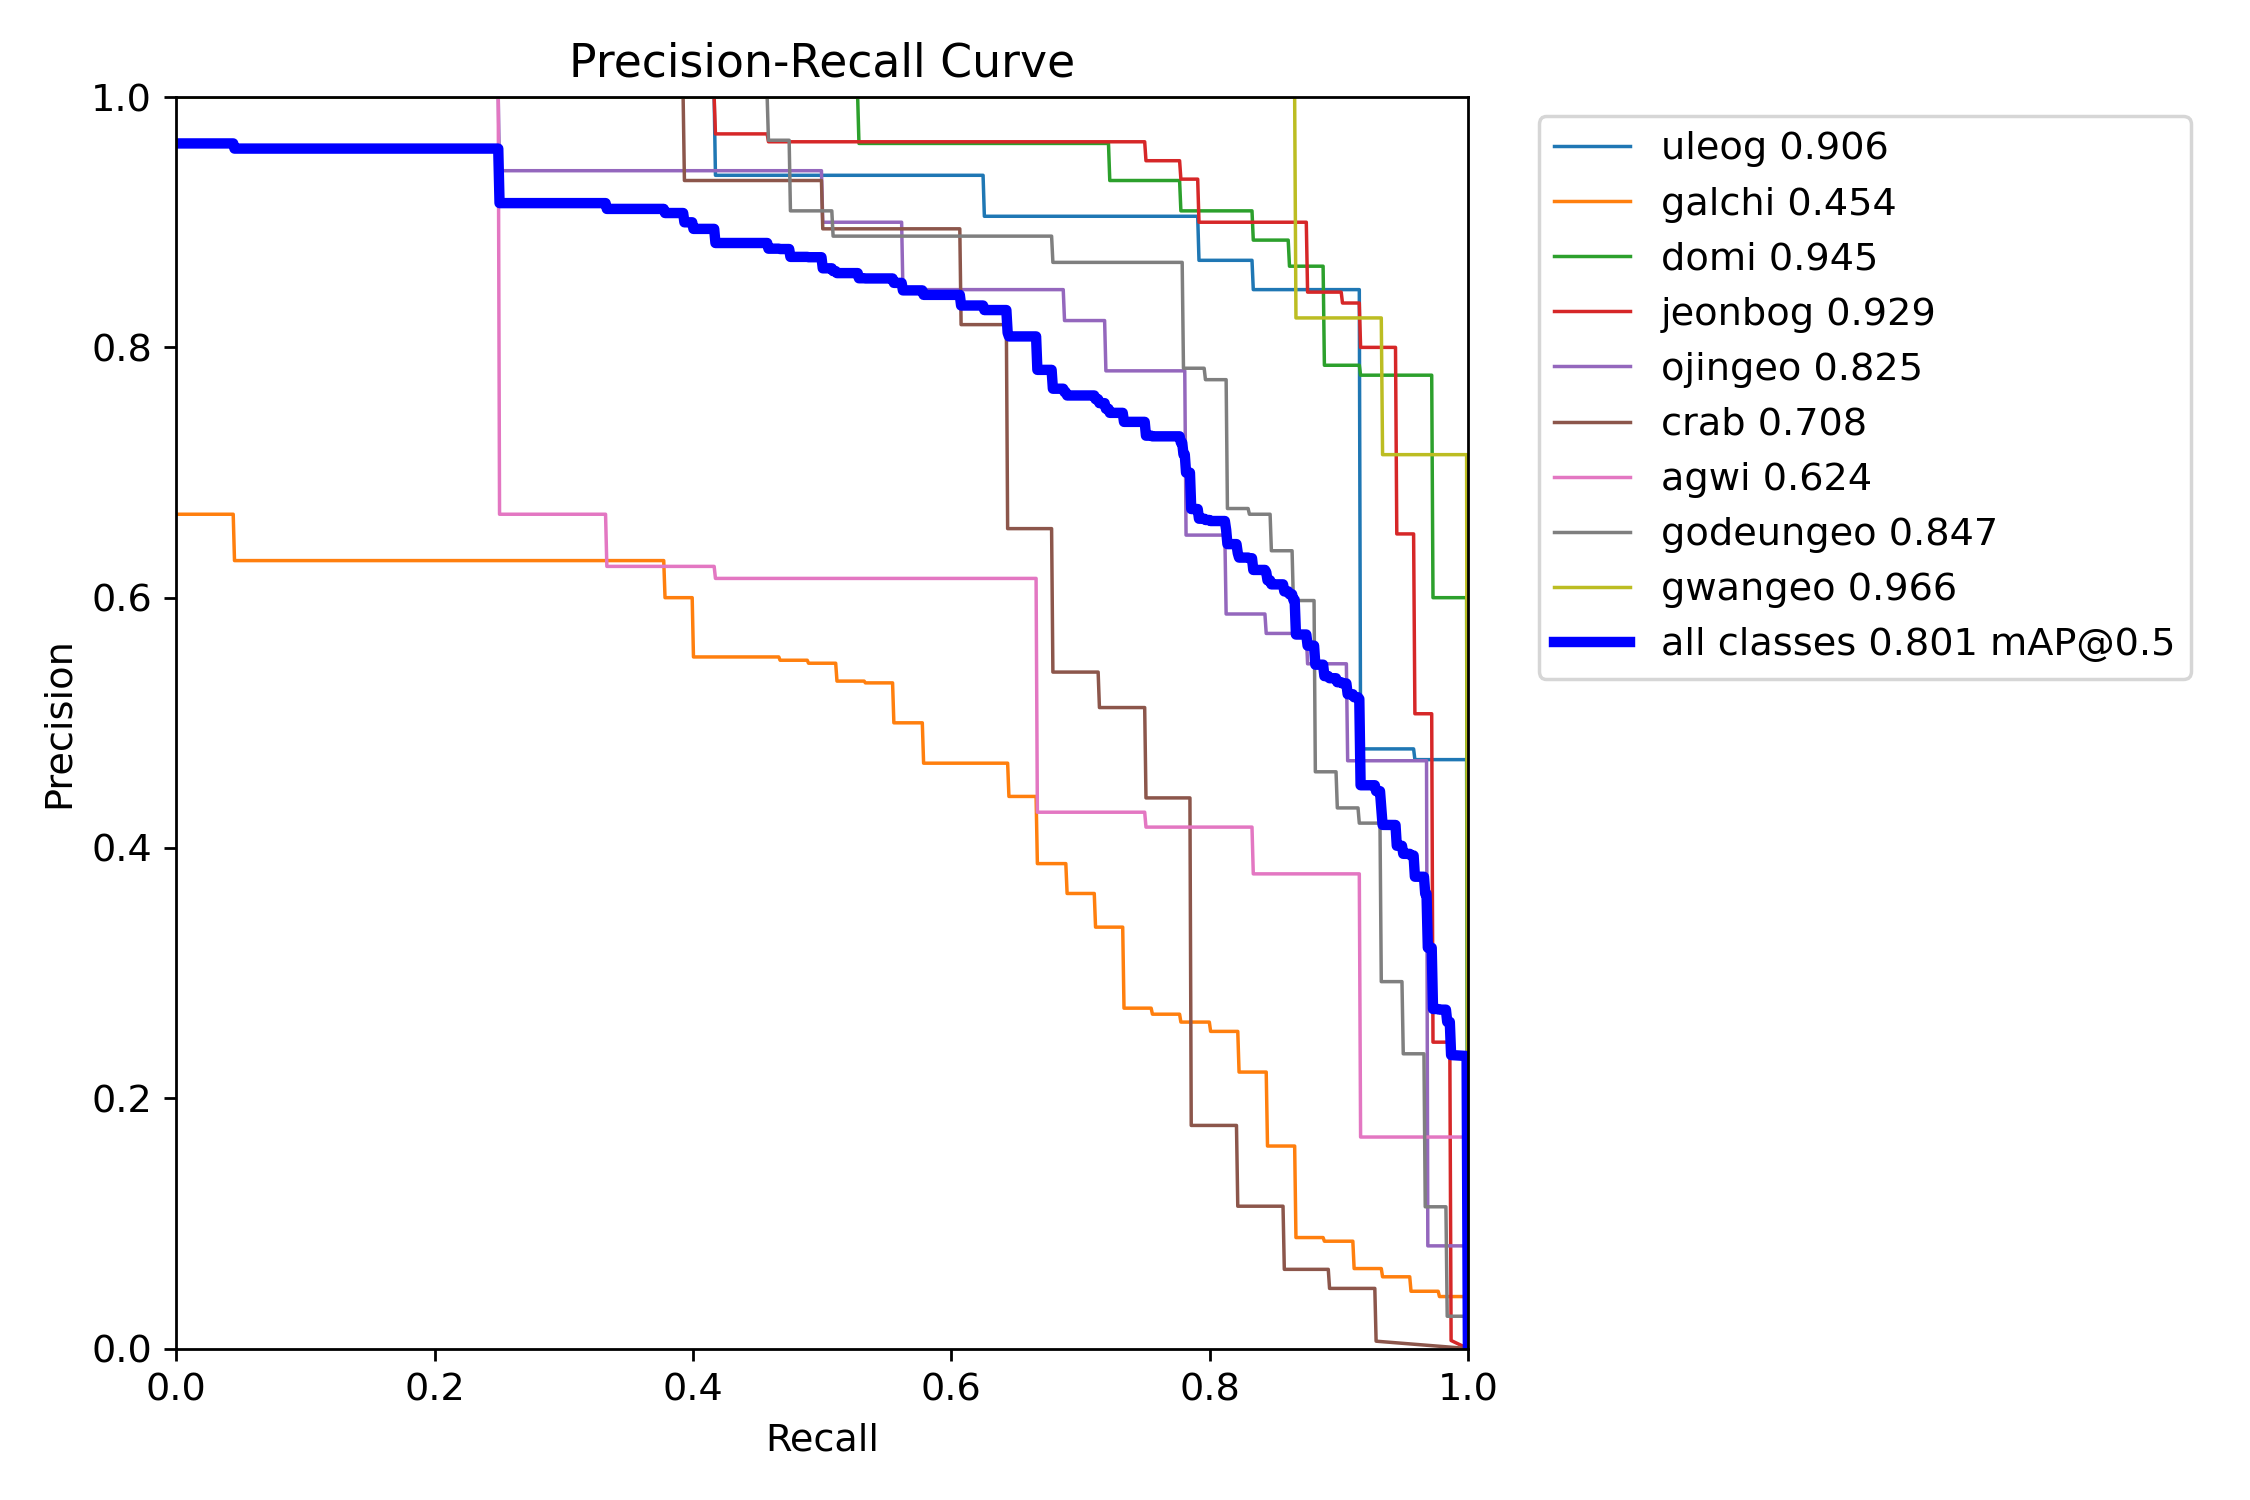 Precision-Recall Curve
1.0
0.8
0.6
0.4
0.2
0.0
Precision
0.0 0.2 0.4 0.6 0.8 1.0
Recall
uleog 0.906
galchi 0.454
domi 0.945
jeonbog 0.929
ojingeo 0.825
crab 0.708
agwi 0.624
godeungeo 0.847
gwangeo 0.966
all classes 0.801 mAP@0.5